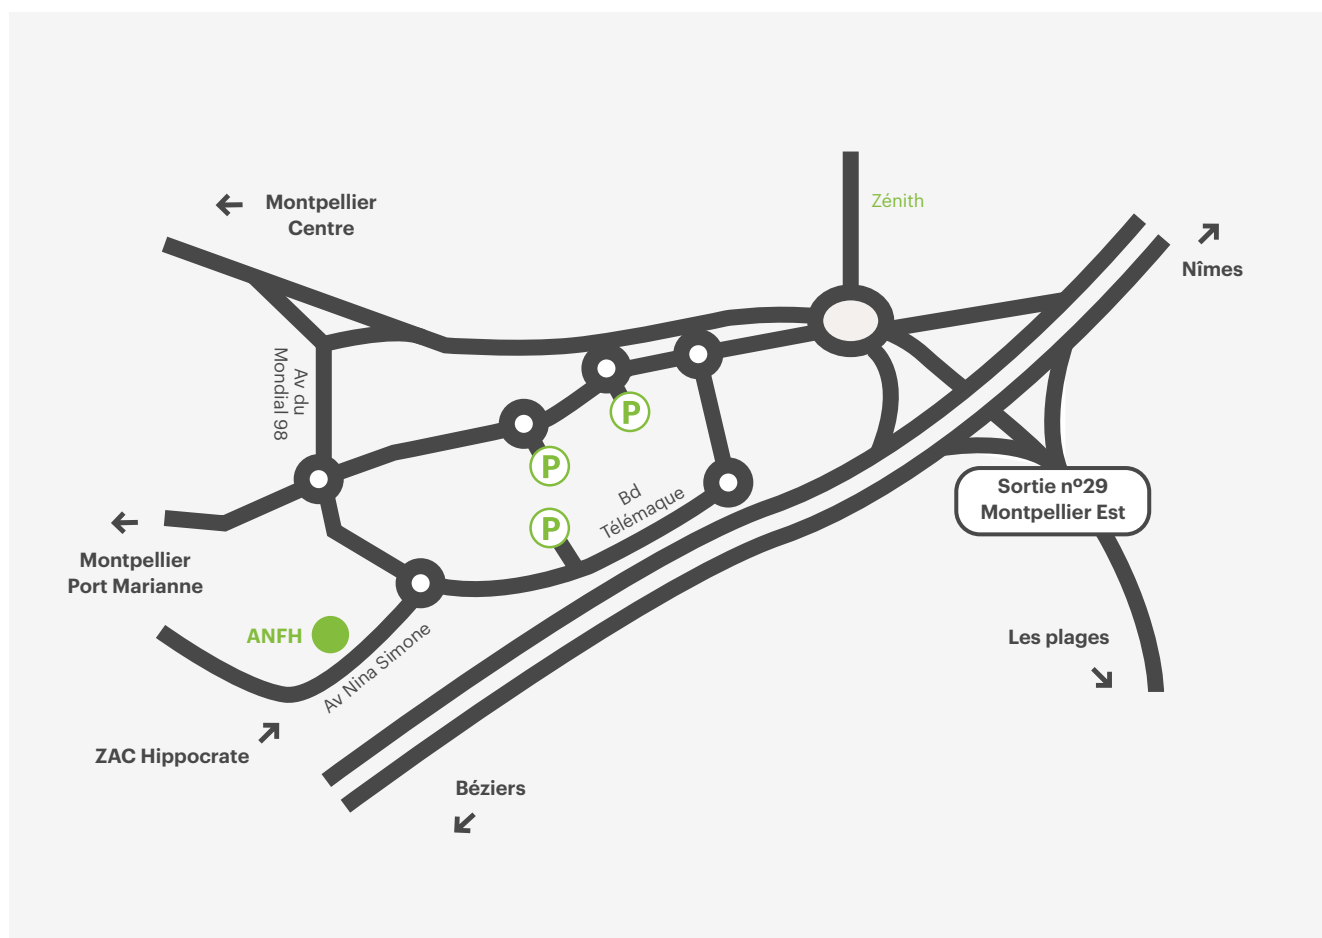 Zénith
Montpellier
Centre
Nîmes
Av du
Mondial 98
P
P
Sortie nº29
Montpellier Est
Bd
Télémaque
P
Montpellier
Port Marianne
ANFH
Av Nina Simone
Les plages
ZAC Hippocrate
Béziers